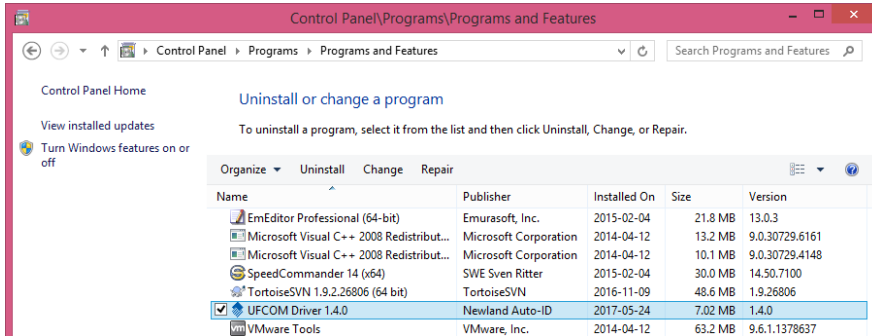 Control Panel\Programs\Programs and Features
Control Panel Programs Programs and Features Search Programs and Features
Control Panel Home
View installed updates
Turn Windows features on or
off
Uninstall or change a program
To uninstall a program, select it from the list and then click Uninstall, Change, or Repair.
Organize Uninstall Change Repair
Name Publisher Installed On Size Version
EmEditor Professional (64-bit) Emurasoft, Inc. 2015-02-04 21.8 MB 13.0.3
Microsoft Visual C++ 2008 Redistribut... Microsoft Corporation 2014-04-12 13.2 MB 9.0.30729.6161
Microsoft Visual C++ 2008 Redistribut... Microsoft Corporation 2014-04-12 10.1 MB 9.0.30729.4148
SpeedCommander 14 (x64) SWE Sven Ritter 2015-02-04 30.0 MB 14.50.7100
TortoiseSVN 1.9.2.26806 (64 bit) TortoiseSVN 2016-11-09 48.6 MB 1.9.26806
UFCOM Driver 1.4.0 Newland Auto-ID 2017-05-24 7.02 MB 1.4.0
vm VMware Tools VMware, Inc. 2014-04-12 63.2 MB 9.6.1.1378637